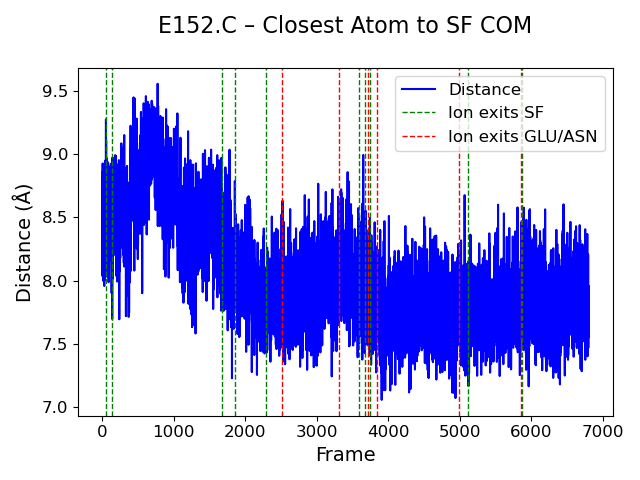 E152.C – Closest Atom to SF COM
Distance
Ion exits SF
Ion exits GLU/ASN
Distance (Å)
9.5
9.0
8.5
8.0
7.5
7.0
0 1000 2000 3000 4000 5000 6000 7000
Frame